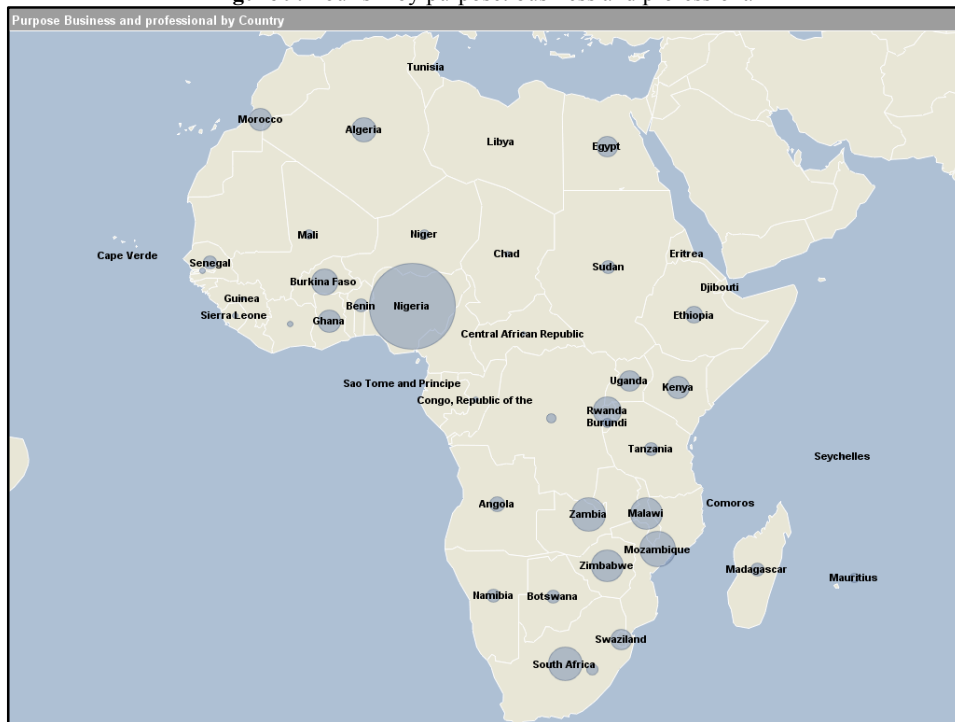 Purpose Business and professional by Country
Tunisia
Morocco
Algeria
Libya
Egypt
Mali
Niger
Chad
Cape Verde
Senegal
Sudan
Eritrea
Burkina Faso
Djibouti
Guinea
Benin
Nigeria
Sierra Leone
Ghana
Ethiopia
Central African Republic
Sao Tome and Principe
Uganda
Kenya
Congo, Republic of the
Rwanda
Burundi
Tanzania
Seychelles
Angola
Comoros
Zambia
Malawi
Mozambique
Zimbabwe
Madagascar
Mauritius
Namibia
Botswana
Swaziland
South Africa